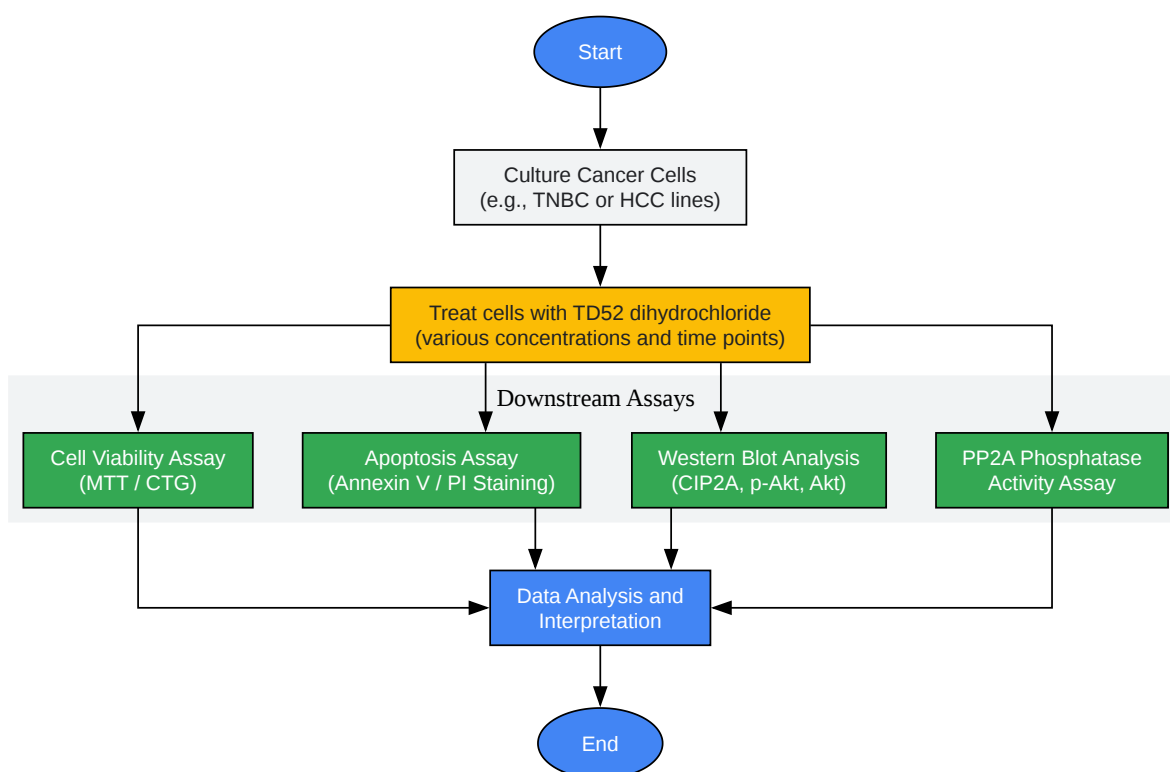 Start
Culture Cancer Cells
(e.g., TNBC or HCC lines)
Treat cells with TD52 dihydrochloride
(various concentrations and time points)
Downstream Assays
Cell Viability Assay
(MTT / CTG)
Apoptosis Assay
(Annexin V / PI Staining)
Western Blot Analysis
(CIP2A, p-Akt, Akt)
PP2A Phosphatase
Activity Assay
Data Analysis and
Interpretation
End